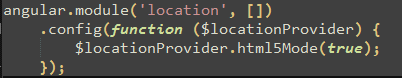 angular.module('location', [])
    .config(function ($locationProvider) {
        $locationProvider.html5Mode(true);
    });